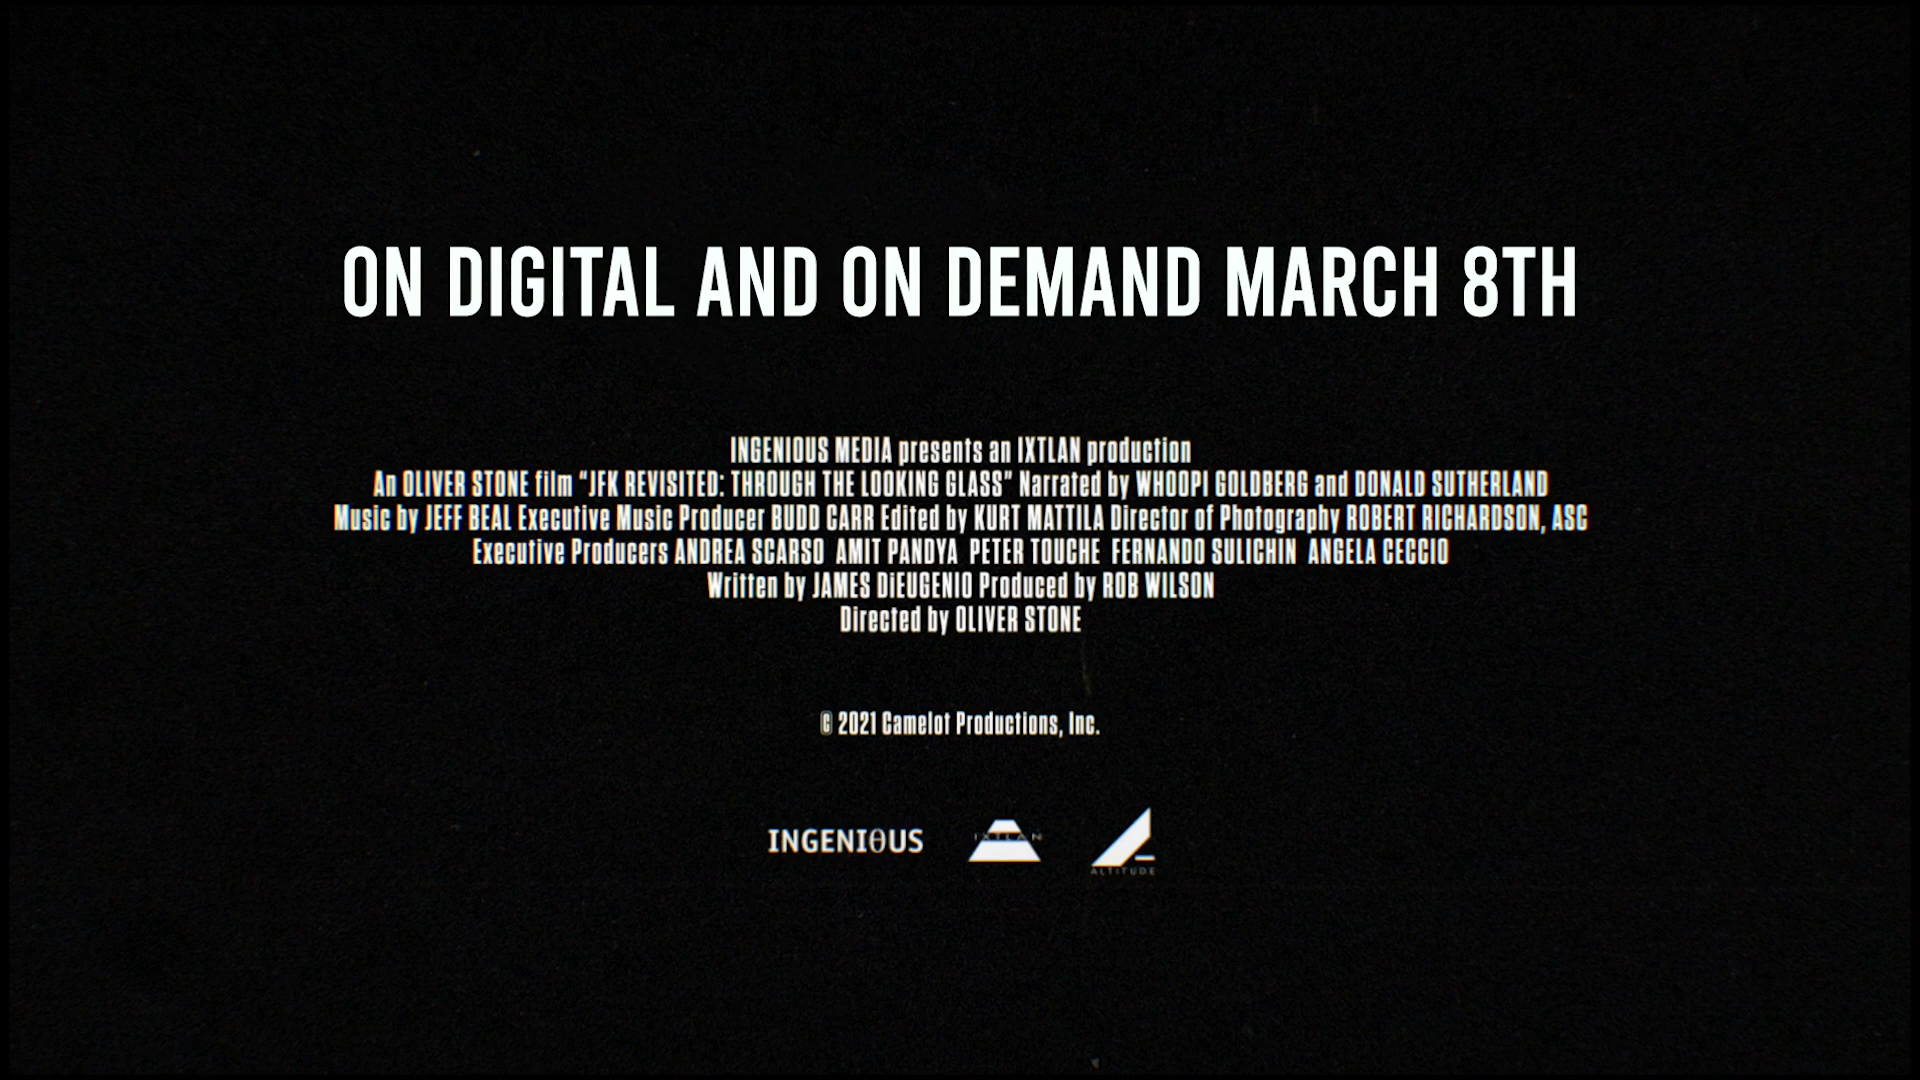 ON DIGITAL AND ON DEMAND MARCH 8TH
INGENIOUS MEDIA presents an IXTLAN production
An OLIVER STONE film “JFK REVISITED: THROUGH THE LOOKING GLASS” Narrated by WHOOPI GOLDBERG and DONALD SUTHERLAND
Music by JEFF BEAL Executive Music Producer BUDD CARR Edited by KURT MATTILA Director of Photography ROBERT RICHARDSON, ASC
Executive Producers ANDREA SCARSO AMIT PANDYA PETER TOUCHE FERNANDO SULICHIN ANGELA CECCIO
Written by JAMES DiEUGENIO Produced by ROB WILSON
Directed by OLIVER STONE
© 2021 Camelot Productions, Inc.
INGENIθUS IXTLAN ALTITUDE